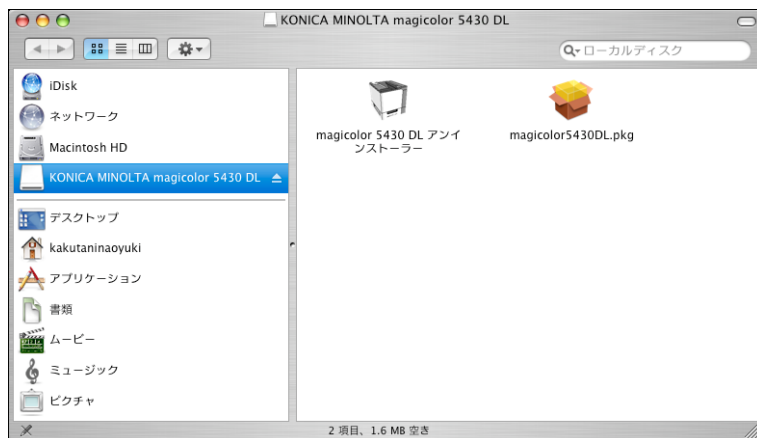 KONICA MINOLTA magicolor 5430 DL
ローカルディスク
iDisk
ネットワーク
Macintosh HD
KONICA MINOLTA magicolor 5430 DL
デスクトップ
kakutaninaoyuki
アプリケーション
書類
ムービー
ミュージック
ピクチャ
magicolor 5430 DL アンイ
ンストーラー
magicolor5430DL.pkg
2 項目、1.6 MB 空き